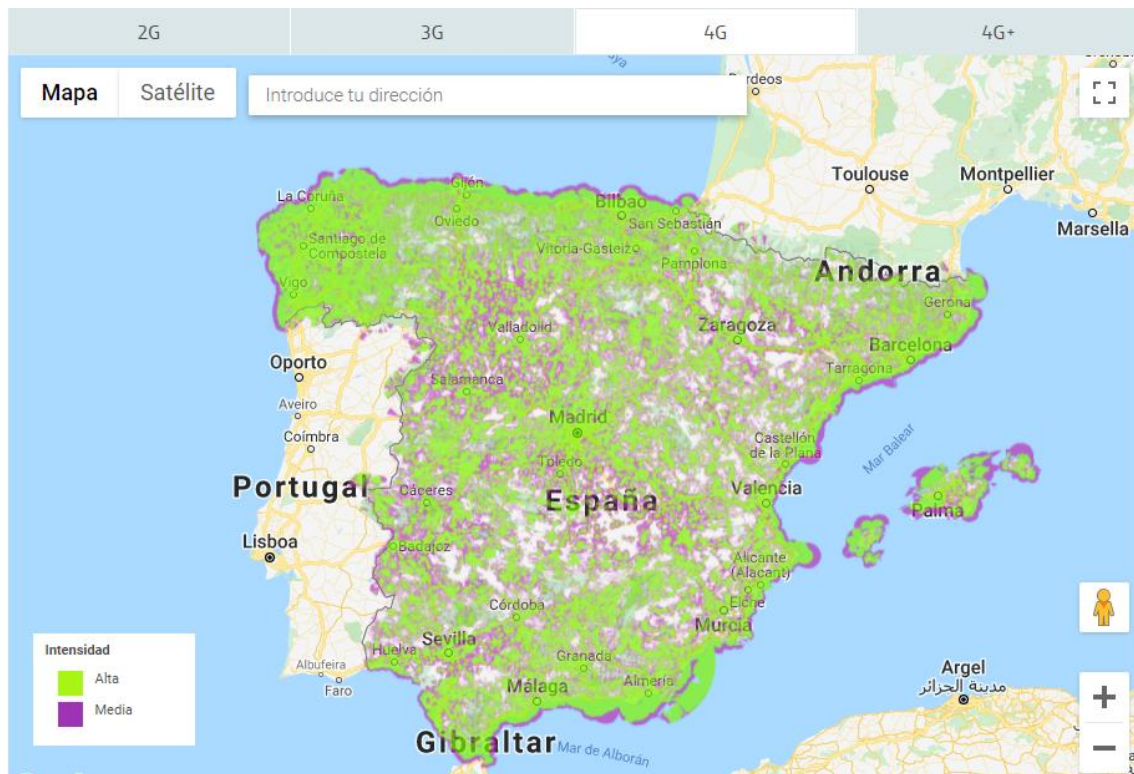 2G
3G
4G
4G+
Mapa
Satélite
Introduce tu dirección
Toulouse
Montpellier
Marsella
La Coruña
Gijón
Oviedo
Bilbao
San Sebastián
Santiago de
Compostela
Vitoria-Gasteiz
Pamplona
Andorra
Vigo
Gerona
Valladolid
Zaragoza
Barcelona
Oporto
Tarragona
Salamanca
Aveiro
Madrid
Coímbra
Castellón
de la Plana
Mar Balear
Toledo
Portugal
Cáceres
España
Valencia
Palma
Lisboa
Badajoz
Alicante
(Alacant)
Elche
Córdoba
Murcia
Sevilla
Huelva
Granada
Albufeira
Faro
Málaga
Almería
Argel
مدينة الجزائر
Gibraltar
Mar de Alborán
Intensidad
Alta
Media
+
−